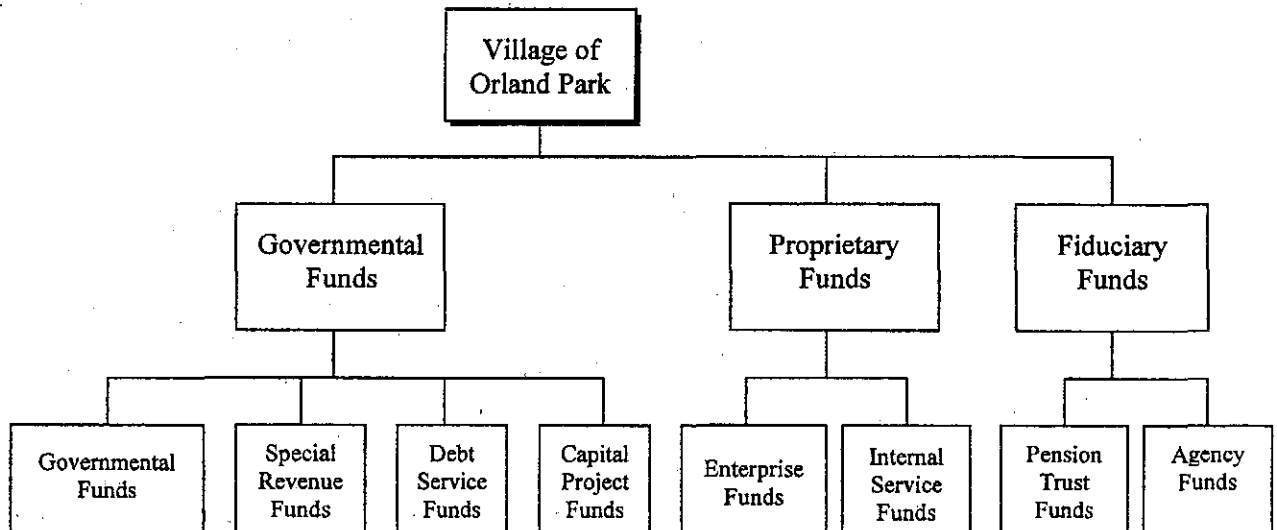 Village of
Orland Park
Governmental
Funds
Proprietary
Funds
Fiduciary
Funds
Governmental
Funds
Special
Revenue
Funds
Debt
Service
Funds
Capital
Project
Funds
Enterprise
Funds
Internal
Service
Funds
Pension
Trust
Funds
Agency
Funds